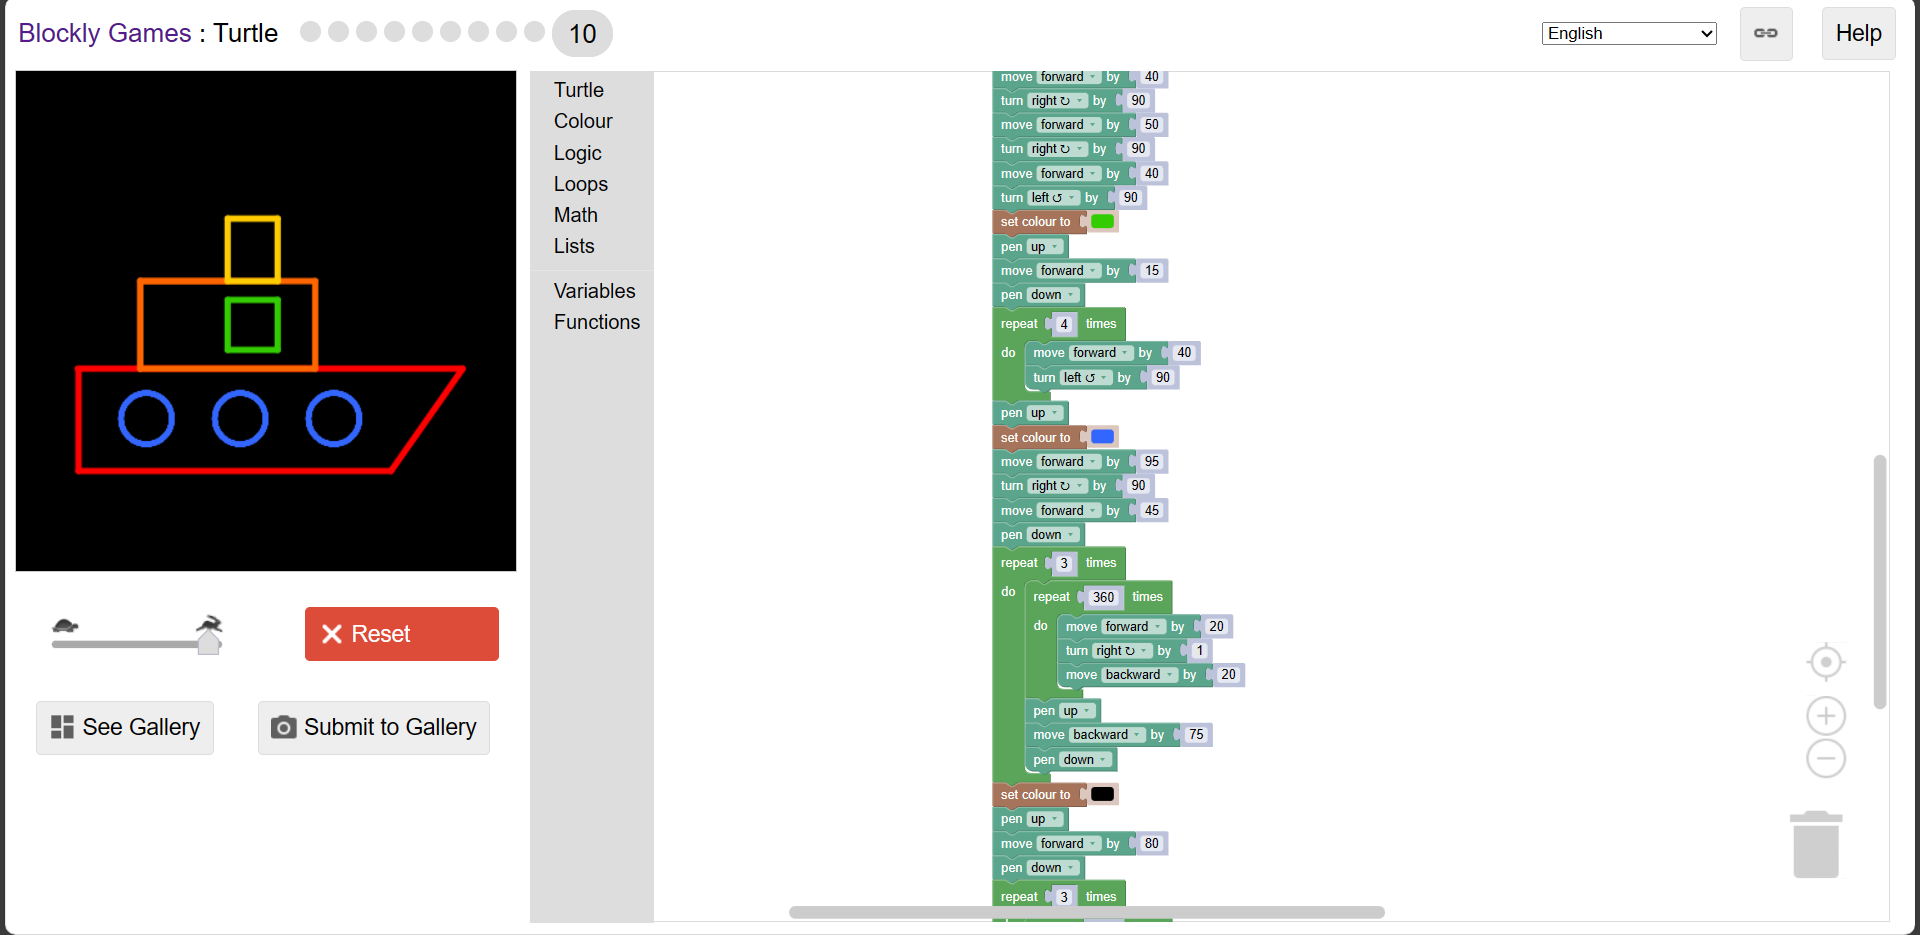 Blockly Games : Turtle 10 English Help
Turtle
Colour
Logic
Loops
Math
Lists
Variables
Functions
move forward by 40
turn right ↻ by 90
move forward by 50
turn right ↻ by 90
move forward by 40
turn left ↺ by 90
set colour to
pen up
move forward by 15
pen down
repeat 4 times
do move forward by 40
turn left ↺ by 90
pen up
set colour to
move forward by 95
turn right ↻ by 90
move forward by 45
pen down
repeat 3 times
do repeat 360 times
do move forward by 20
turn right ↻ by 1
move backward by 20
pen up
move backward by 75
pen down
set colour to
pen up
move forward by 80
pen down
repeat 3 times
Reset
See Gallery
Submit to Gallery